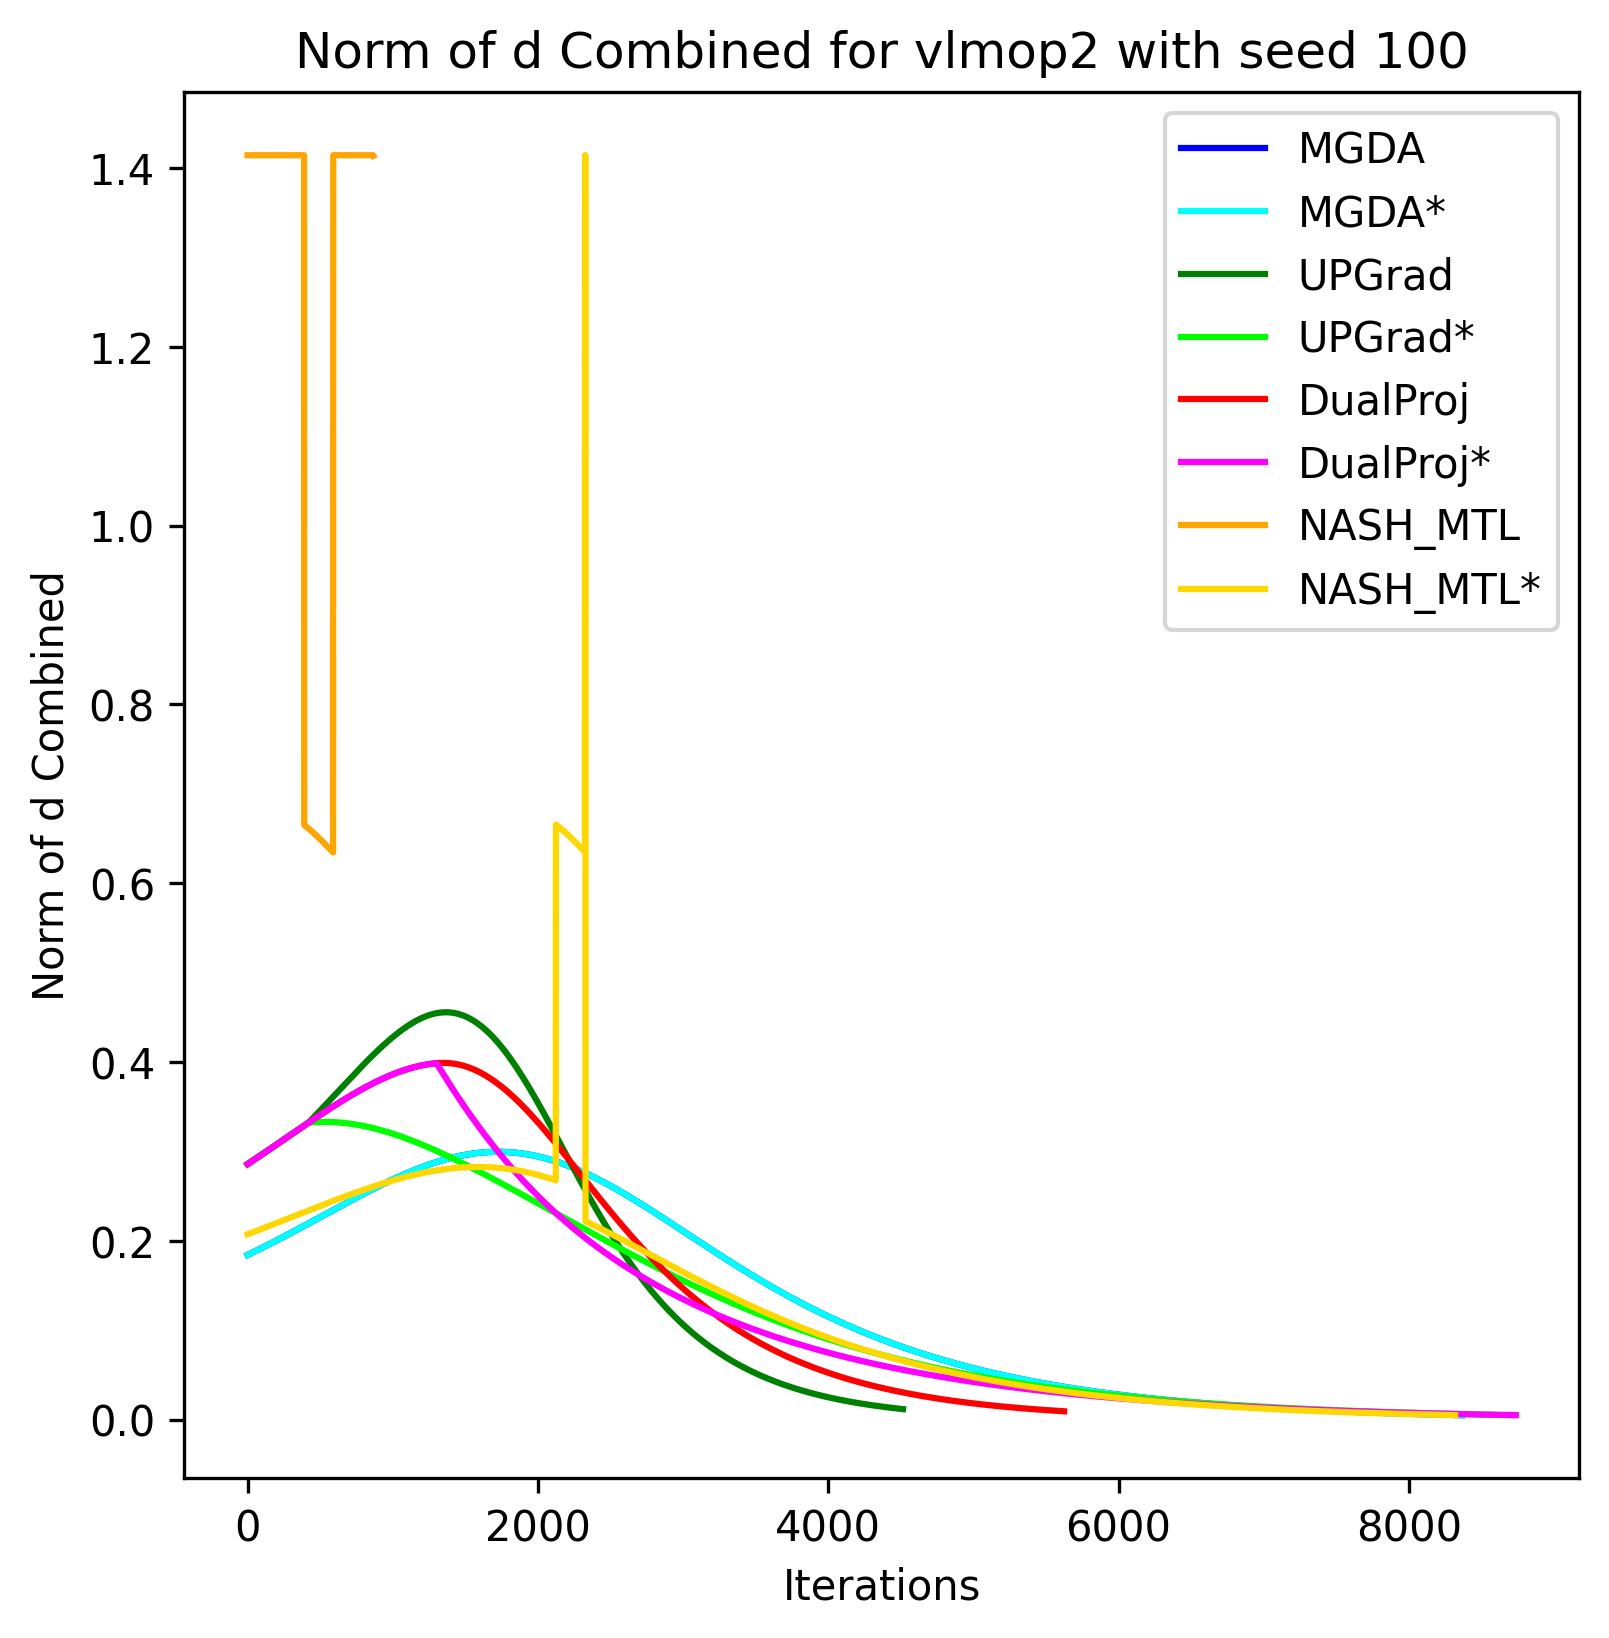 Norm of d Combined for vlmop2 with seed 100
MGDA
MGDA*
UPGrad
UPGrad*
DualProj
DualProj*
NASH_MTL
NASH_MTL*
Norm of d Combined
1.4
1.2
1.0
0.8
0.6
0.4
0.2
0.0
0 2000 4000 6000 8000
Iterations